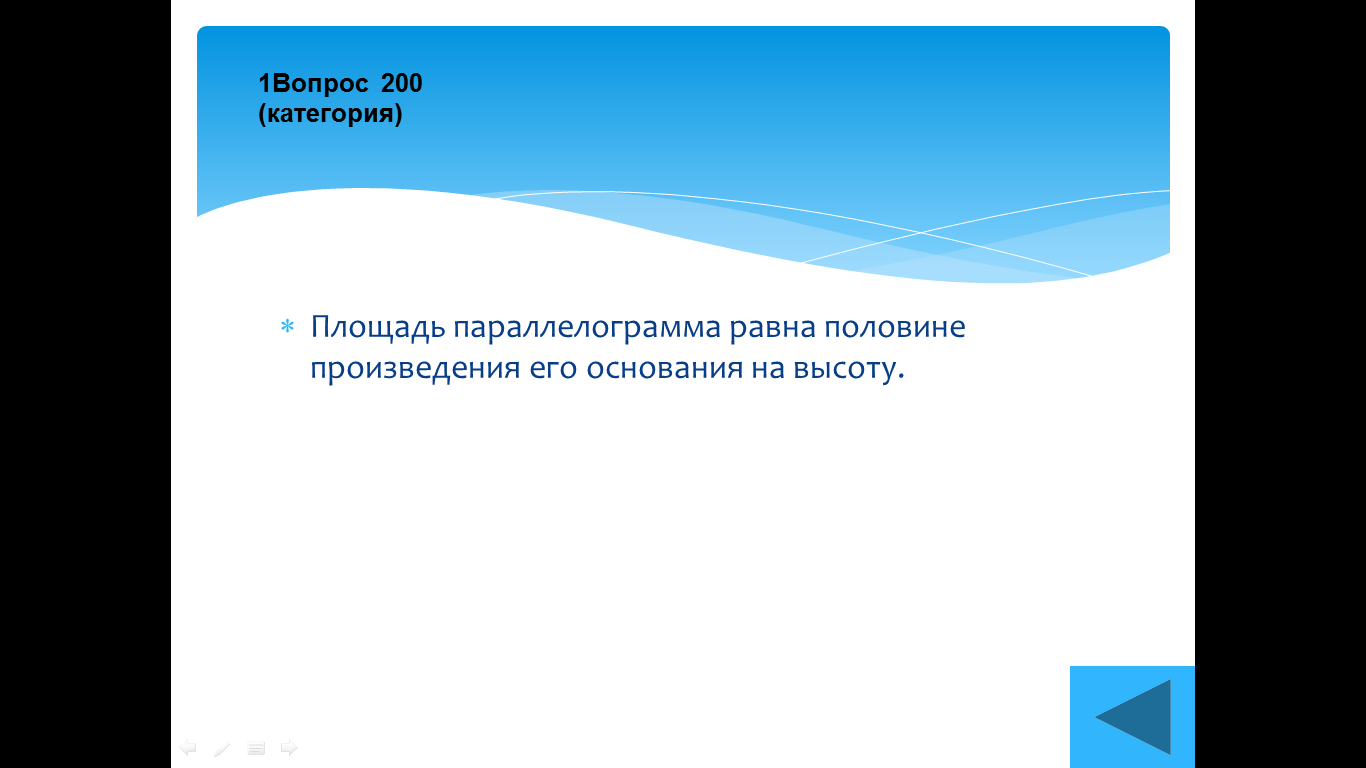 1Вопрос 200
(категория)
Площадь параллелограмма равна половине
произведения его основания на высоту.